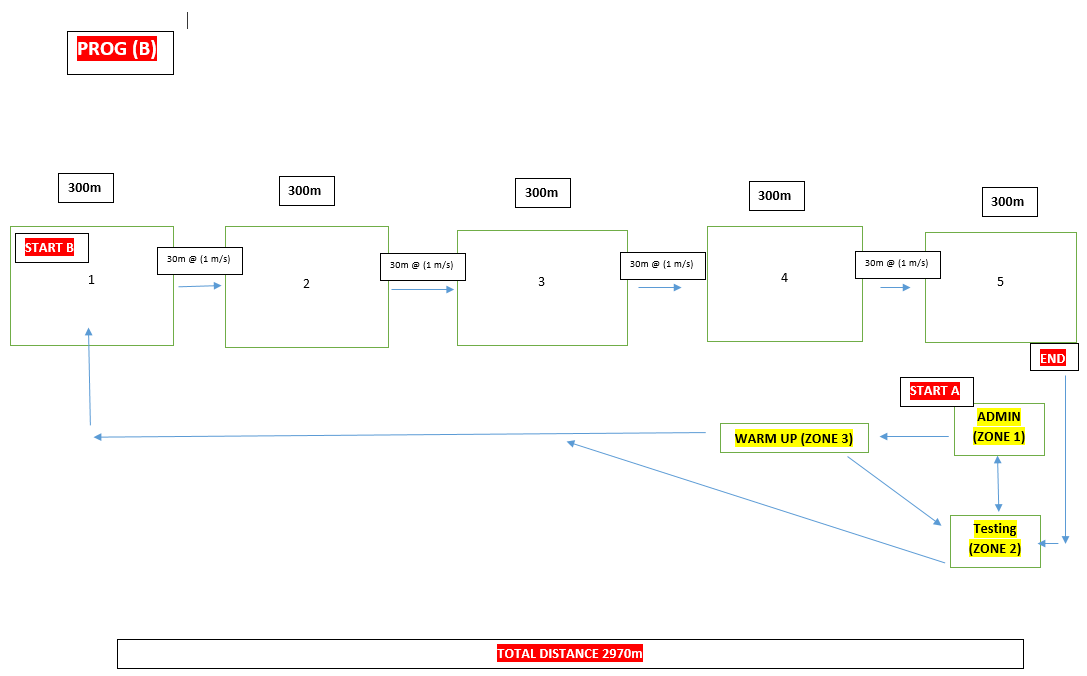 PROG (B)
300m
300m
300m
300m
300m
START B
1
30m @ (1 m/s)
2
30m @ (1 m/s)
3
30m @ (1 m/s)
4
30m @ (1 m/s)
5
END
START A
ADMIN
(ZONE 1)
WARM UP (ZONE 3)
Testing
(ZONE 2)
TOTAL DISTANCE 2970m